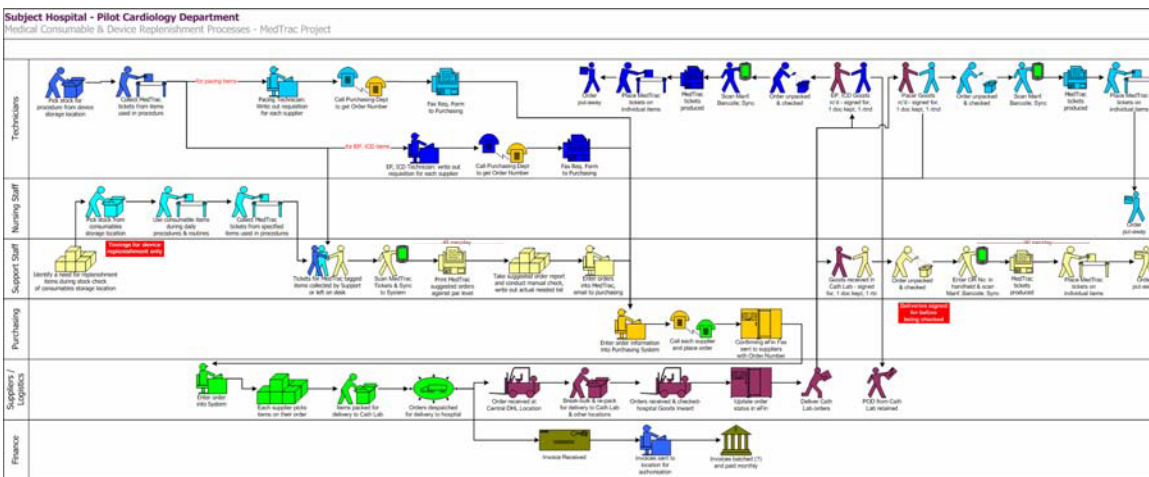 Subject Hospital - Pilot Cardiology Department
Medical Consumable & Device Replenishment Processes - MedTrac Project
Technicians
Pick stock for
procedure from device
storage location
Collect MedTrac
tickets from items
used in procedure
For pacing items
Pacing Technician:
Write out requisition
for each supplier
Call Purchasing Dept
to get Order Number
Fax Req. Form
to Purchasing
Order
put-away
Place MedTrac
tickets on
individual items
MedTrac
tickets
produced
Scan Manf.
Barcode, Sync
Order unpacked
& checked
EP, ICD Goods
rc'd - signed for,
1 doc kept, 1 rtnd
Pacer Goods
rc'd - signed for,
1 doc kept, 1 rtnd
Order unpacked
& checked
Scan Manf.
Barcode, Sync
MedTrac
tickets
produced
Place MedTrac
tickets on
individual items
For EP, ICD items
EP, ICD Technician: write out
requisition for each supplier
Call Purchasing Dept
to get Order Number
Fax Req. Form
to Purchasing
Nursing Staff
Pick stock from
consumables
storage location
Use consumable items
during daily
procedures & routines
Collect MedTrac
tickets from specified
items used in procedures
Order
put-away
Support Staff
Timings for device
replenishment only
Identify a need for replenishment
items during stock check
of consumables storage location
Tickets for MedTrac tagged
items collected by Support
or left on desk
Scan MedTrac
Tickets & Sync
to System
Print MedTrac
suggested orders
against par level
Take suggested order report
and conduct manual check,
write out actual needed list
Enter orders
into MedTrac,
email to purchasing
Goods received in
Cath Lab - signed
for, 1 doc kept, 1 rtn
Order unpacked
& checked
Enter DR No. in
handheld & scan
Manf. Barcode, Sync
MedTrac
tickets
produced
Place MedTrac
tickets on
individual items
Order
put-away
Deliveries signed
for before
being checked
Purchasing
Enter order information
into Purchasing System
Call each supplier
and place order
Confirming eFin Fax
sent to suppliers
with Order Number
Suppliers /
Logistics
Enter order
into System
Each supplier picks
items on their order
Items packed for
delivery to Cath Lab
Orders despatched
for delivery to hospital
Order received at
Central DHL Location
Break-bulk & re-pack
for delivery to Cath Lab
& other locations
Orders received & checked-
hospital Goods Inward
Update order
status in eFin
Deliver Cath
Lab orders
POD from Cath
Lab retained
Finance
Invoice Received
Invoices sent to
location for
authorisation
Invoices batched (?)
and paid monthly